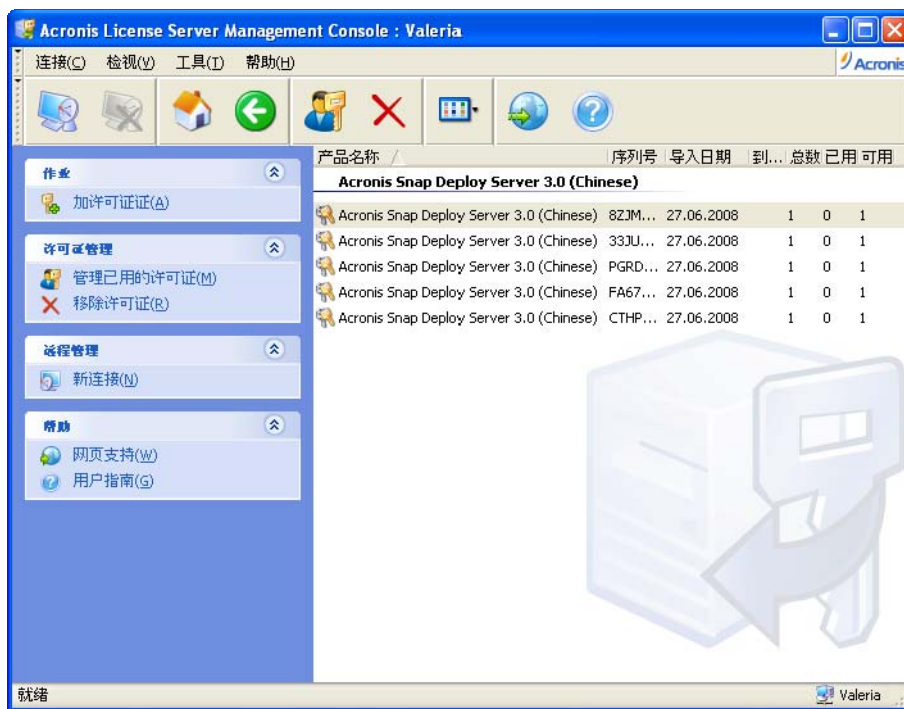 Acronis License Server Management Console : Valeria
连接(C) 检视(V) 工具(T) 帮助(H)
Acronis
作业
加许可证证(A)
许可证管理
管理已用的许可证(M)
移除许可证(R)
远程管理
新连接(N)
帮助
网页支持(W)
用户指南(G)
产品名称 序列号 导入日期 到... 总数 已用 可用
Acronis Snap Deploy Server 3.0 (Chinese)
Acronis Snap Deploy Server 3.0 (Chinese) 8ZJM... 27.06.2008 1 0 1
Acronis Snap Deploy Server 3.0 (Chinese) 33JU... 27.06.2008 1 0 1
Acronis Snap Deploy Server 3.0 (Chinese) PGRD... 27.06.2008 1 0 1
Acronis Snap Deploy Server 3.0 (Chinese) FA67... 27.06.2008 1 0 1
Acronis Snap Deploy Server 3.0 (Chinese) CTHP... 27.06.2008 1 0 1
就绪
Valeria